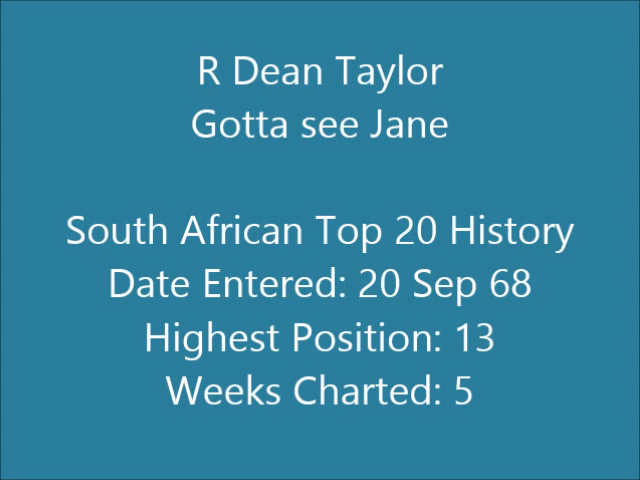 R Dean Taylor
Gotta see Jane
South African Top 20 History
Date Entered: 20 Sep 68
Highest Position: 13
Weeks Charted: 5